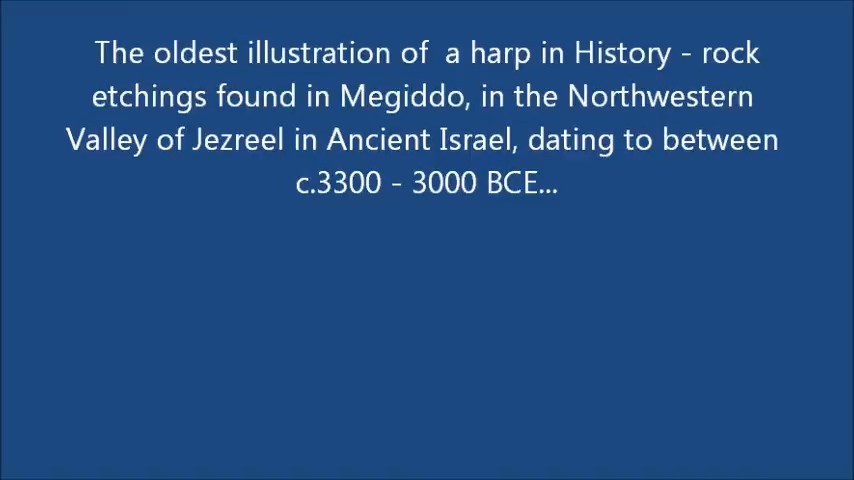 The oldest illustration of  a harp in History - rock
etchings found in Megiddo, in the Northwestern
Valley of Jezreel in Ancient Israel, dating to between
c.3300 - 3000 BCE...